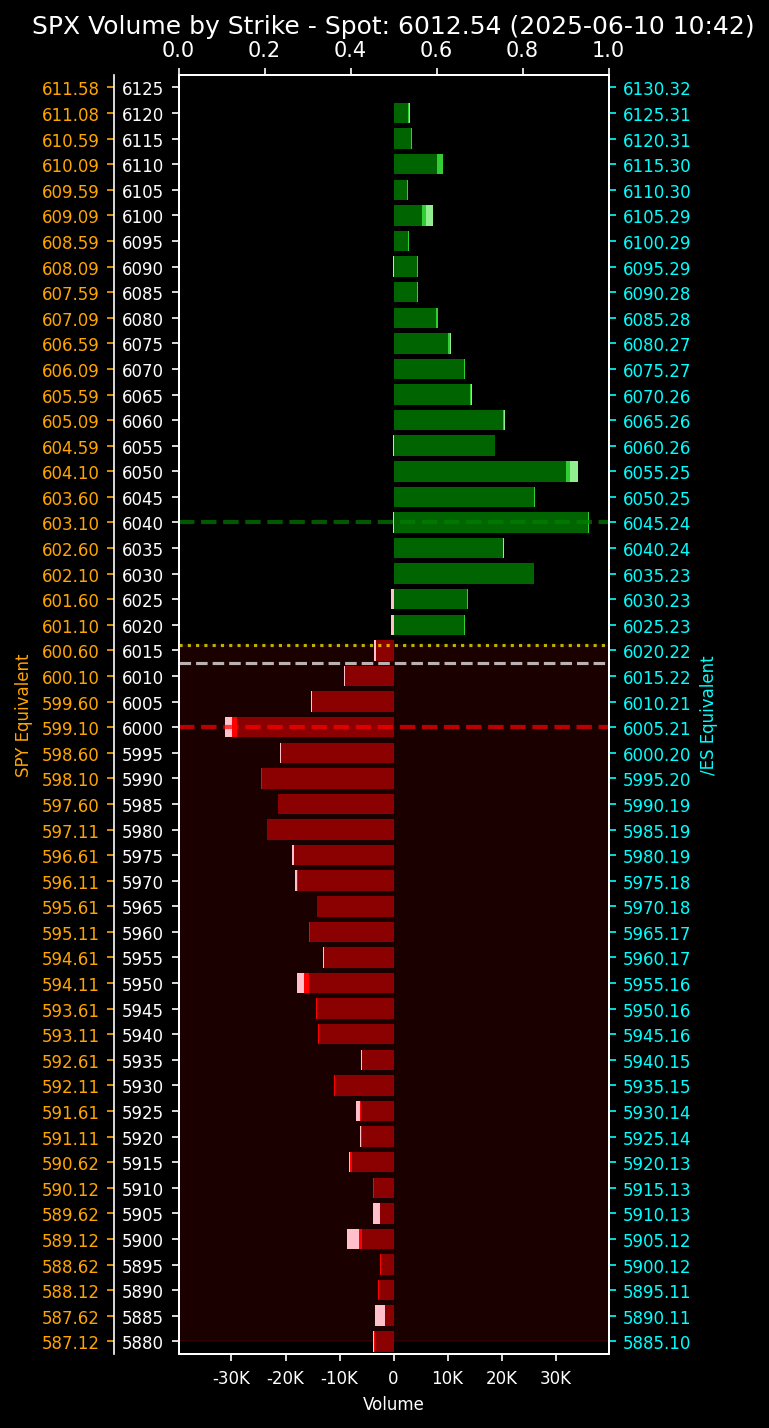 SPX Volume by Strike - Spot: 6012.54 (2025-06-10 10:42)
0.0 0.2 0.4 0.6 0.8 1.0
611.58 6125 6130.32
611.08 6120 6125.31
610.59 6115 6120.31
610.09 6110 6115.30
609.59 6105 6110.30
609.09 6100 6105.29
608.59 6095 6100.29
608.09 6090 6095.29
607.59 6085 6090.28
607.09 6080 6085.28
606.59 6075 6080.27
606.09 6070 6075.27
605.59 6065 6070.26
605.09 6060 6065.26
604.59 6055 6060.26
604.10 6050 6055.25
603.60 6045 6050.25
603.10 6040 6045.24
602.60 6035 6040.24
602.10 6030 6035.23
601.60 6025 6030.23
601.10 6020 6025.23
600.60 6015 6020.22
600.10 6010 6015.22
599.60 6005 6010.21
599.10 6000 6005.21
598.60 5995 6000.20
598.10 5990 5995.20
597.60 5985 5990.19
597.11 5980 5985.19
596.61 5975 5980.19
596.11 5970 5975.18
595.61 5965 5970.18
595.11 5960 5965.17
594.61 5955 5960.17
594.11 5950 5955.16
593.61 5945 5950.16
593.11 5940 5945.16
592.61 5935 5940.15
592.11 5930 5935.15
591.61 5925 5930.14
591.11 5920 5925.14
590.62 5915 5920.13
590.12 5910 5915.13
589.62 5905 5910.13
589.12 5900 5905.12
588.62 5895 5900.12
588.12 5890 5895.11
587.62 5885 5890.11
587.12 5880 5885.10
SPY Equivalent
/ES Equivalent
-30K -20K -10K 0 10K 20K 30K
Volume